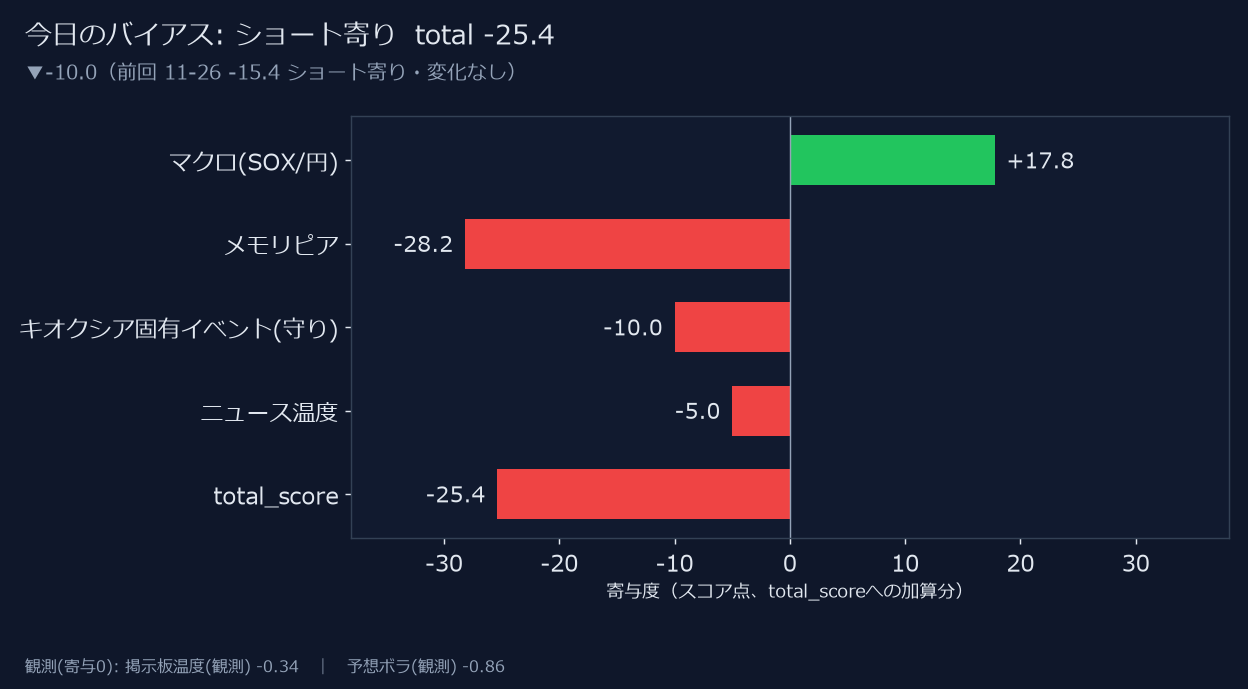 今日のバイアス: ショート寄り  total -25.4
▼-10.0（前回 11-26 -15.4 ショート寄り・変化なし）
マクロ(SOX/円)
+17.8
メモリピア
-28.2
キオクシア固有イベント(守り)
-10.0
ニュース温度
-5.0
total_score
-25.4
-30 -20 -10 0 10 20 30
寄与度（スコア点、total_scoreへの加算分）
観測(寄与0): 掲示板温度(観測) -0.34 ｜ 予想ボラ(観測) -0.86